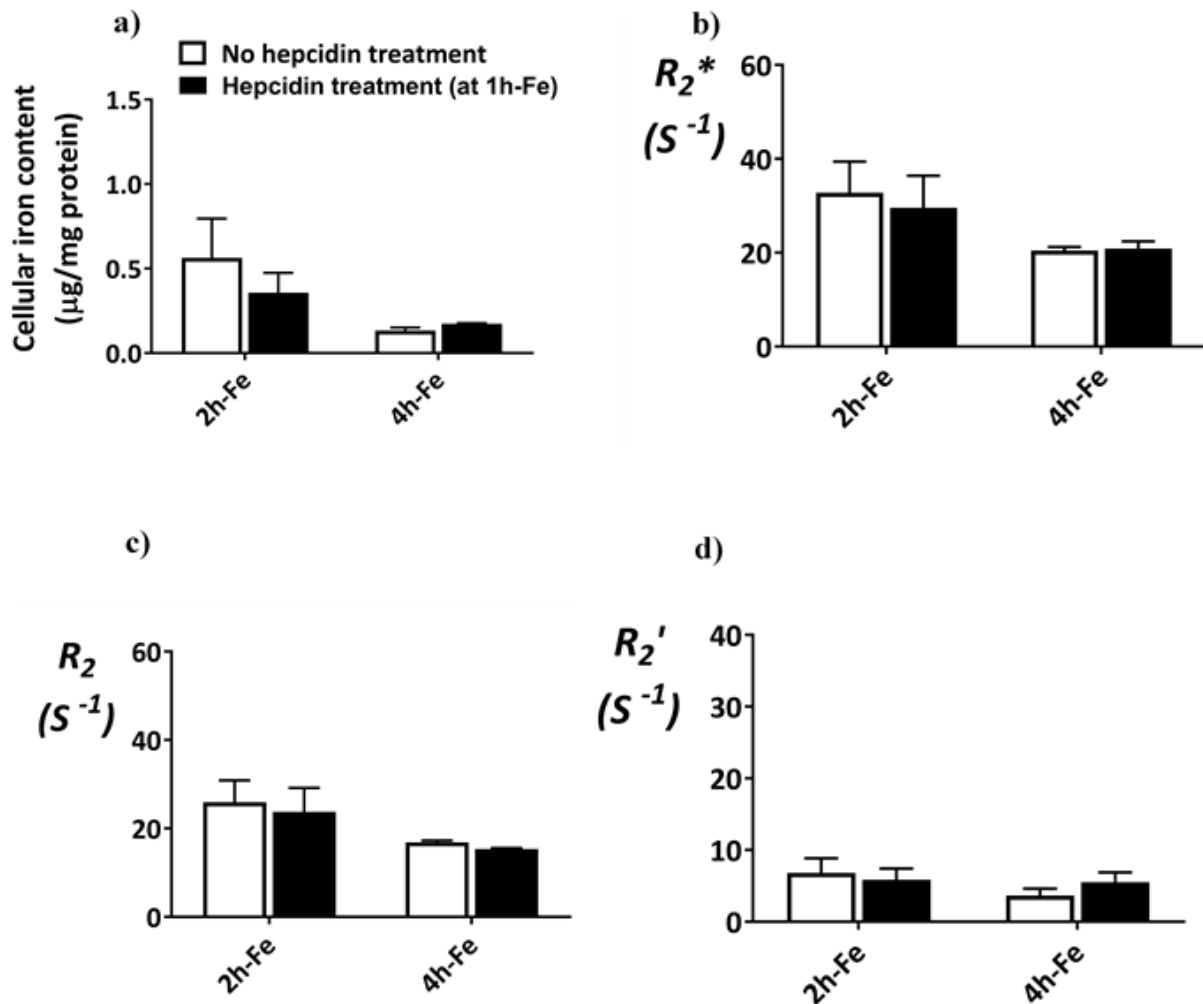 a)
No hepcidin treatment
Hepcidin treatment (at 1h-Fe)
Cellular iron content
(μg/mg protein)
1.5
1.0
0.5
0.0
2h-Fe
4h-Fe
b)
R2*
(S -1)
60
40
20
0
2h-Fe
4h-Fe
c)
R2
(S -1)
60
40
20
0
2h-Fe
4h-Fe
d)
R2'
(S -1)
40
30
20
10
0
2h-Fe
4h-Fe